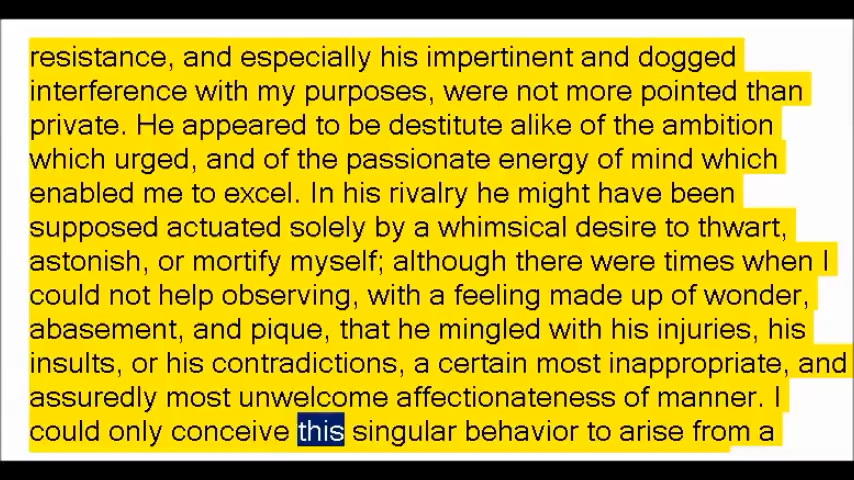 resistance, and especially his impertinent and dogged
interference with my purposes, were not more pointed than
private. He appeared to be destitute alike of the ambition
which urged, and of the passionate energy of mind which
enabled me to excel. In his rivalry he might have been
supposed actuated solely by a whimsical desire to thwart,
astonish, or mortify myself; although there were times when I
could not help observing, with a feeling made up of wonder,
abasement, and pique, that he mingled with his injuries, his
insults, or his contradictions, a certain most inappropriate, and
assuredly most unwelcome affectionateness of manner. I
could only conceive this singular behavior to arise from a